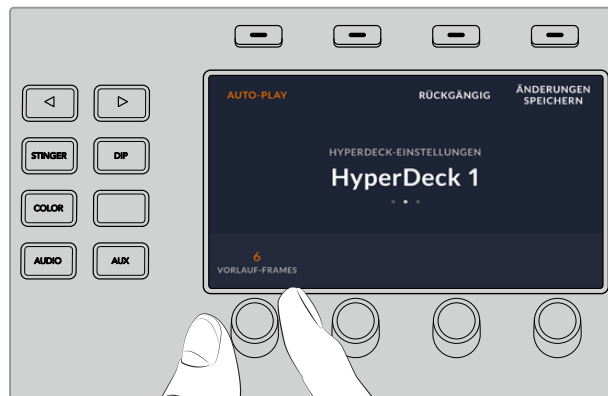 AUTO-PLAY
RÜCKGÄNGIG
ÄNDERUNGEN
SPEICHERN
STINGER
DIP
HYPERDECK-EINSTELLUNGEN
HyperDeck 1
COLOR
AUDIO
AUX
6
VORLAUF-FRAMES